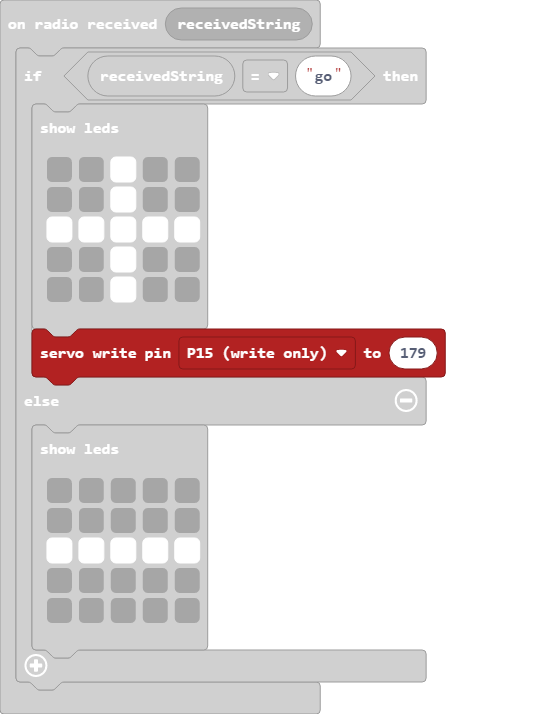 on radio received receivedString
if receivedString = "go" then
show leds
servo write pin P15 (write only) to 179
else
show leds